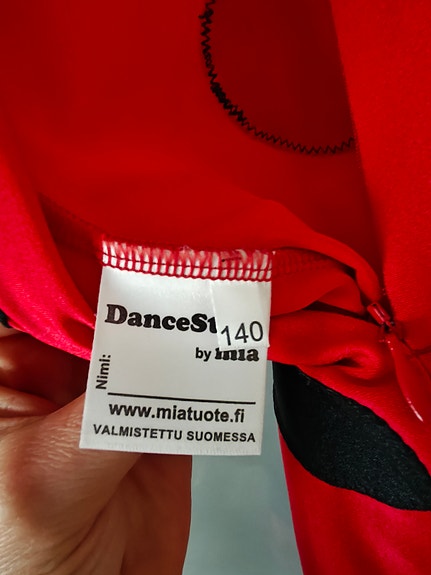 DanceSt
140
by mia
Nimi:
www.miatuote.fi
VALMISTETTU SUOMESSA